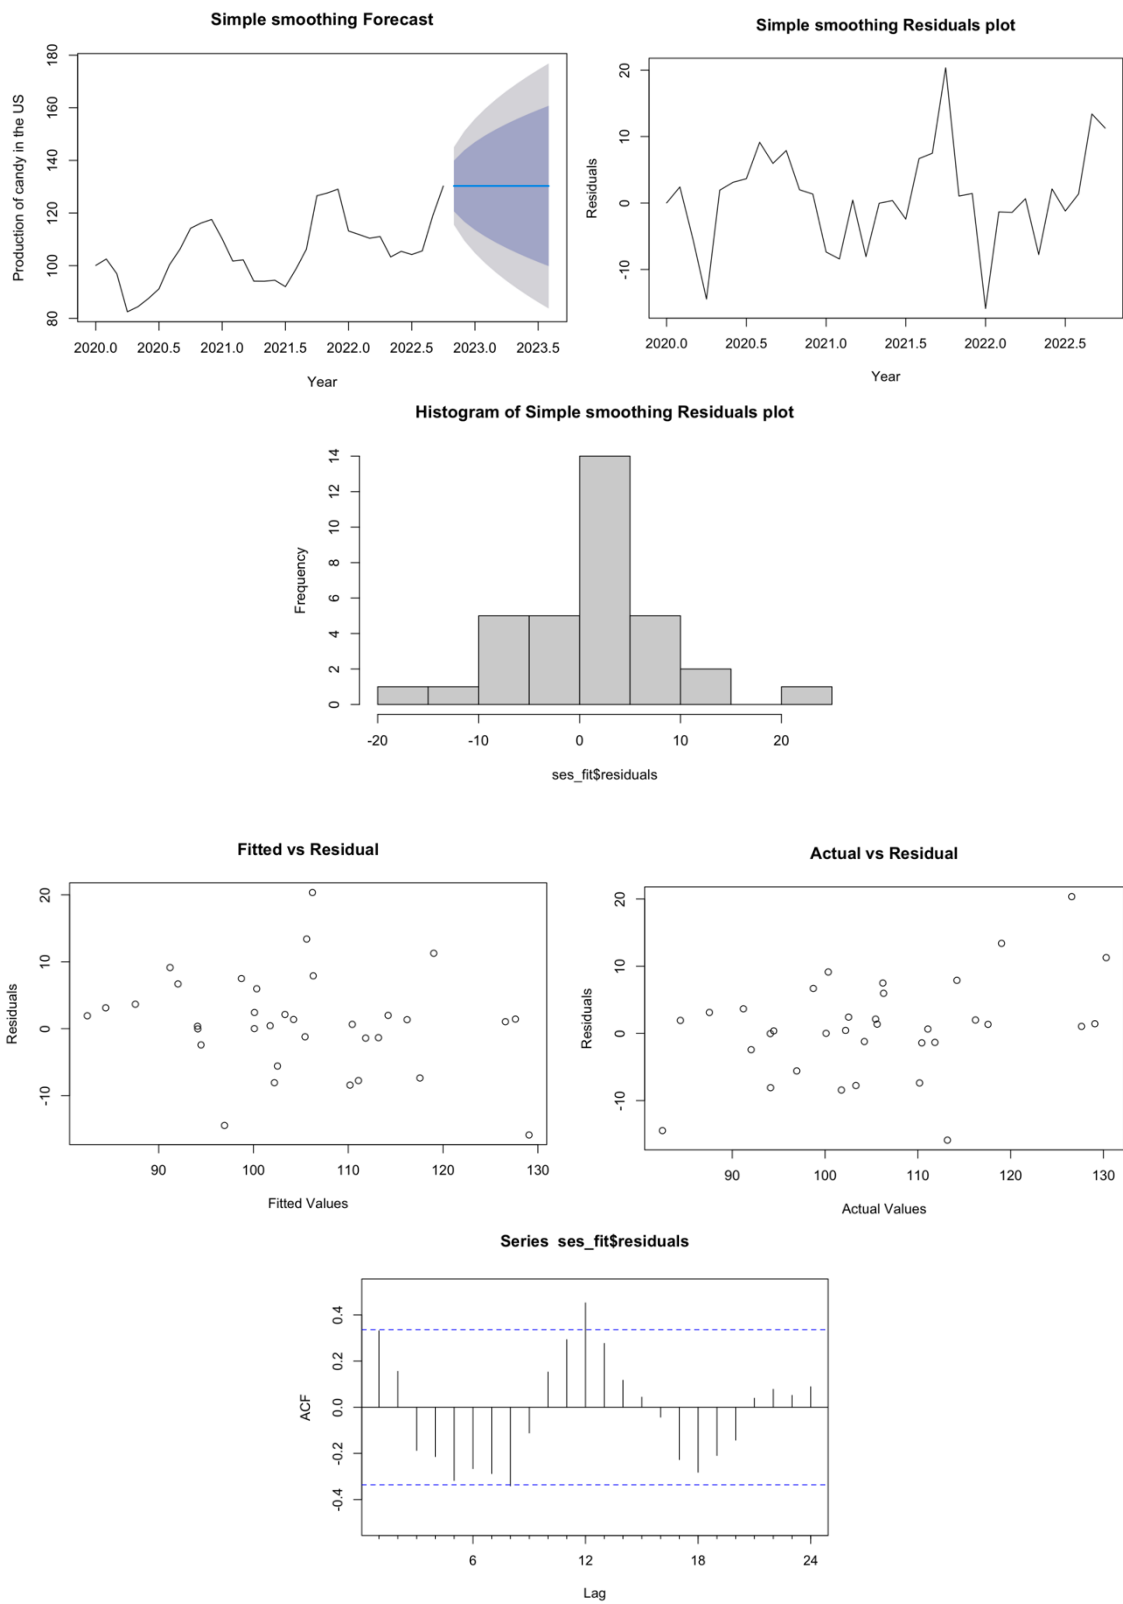 Simple smoothing Forecast
Production of candy in the US
180
160
140
120
100
80
2020.0 2020.5 2021.0 2021.5 2022.0 2022.5 2023.0 2023.5
Year
Simple smoothing Residuals plot
Residuals
20
10
0
-10
2020.0 2020.5 2021.0 2021.5 2022.0 2022.5
Year
Histogram of Simple smoothing Residuals plot
Frequency
14
12
10
8
6
4
2
0
-20 -10 0 10 20
ses_fit$residuals
Fitted vs Residual
Residuals
20
10
0
-10
90 100 110 120 130
Fitted Values
Actual vs Residual
Residuals
20
10
0
-10
90 100 110 120 130
Actual Values
Series ses_fit$residuals
ACF
0.4
0.2
0.0
-0.2
-0.4
6 12 18 24
Lag